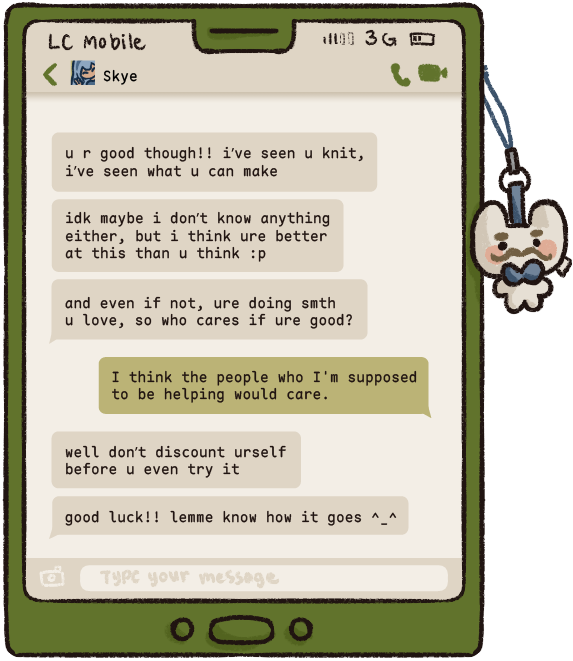 LC Mobile 3G
Skye
u r good though!! i've seen u knit,
i've seen what u can make
idk maybe i don't know anything
either, but i think ure better
at this than u think :p
and even if not, ure doing smth
u love, so who cares if ure good?
I think the people who I'm supposed
to be helping would care.
well don't discount urself
before u even try it
good luck!! lemme know how it goes ^_^
Type your message